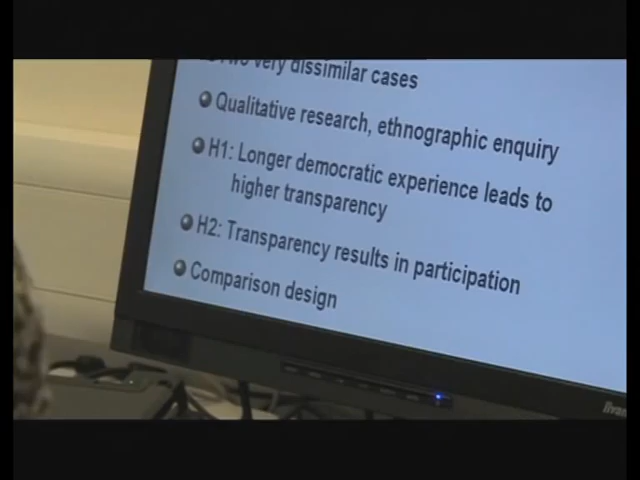 Two very dissimilar cases
Qualitative research, ethnographic enquiry
H1: Longer democratic experience leads to
higher transparency
H2: Transparency results in participation
Comparison design